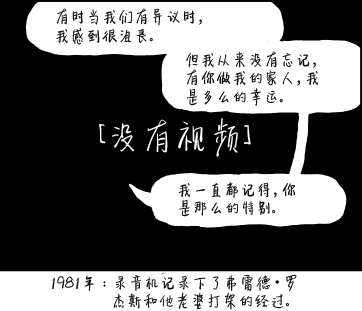 有时当我们有异议时，
我感到很沮丧。
但我从来没有忘记，
有你做我的家人，我
是多么的幸运。
[没有视频]
我一直都记得，你
是那么的特别。
1981年：录音机记录下了弗雷德·罗
杰斯和他老婆打架的经过。